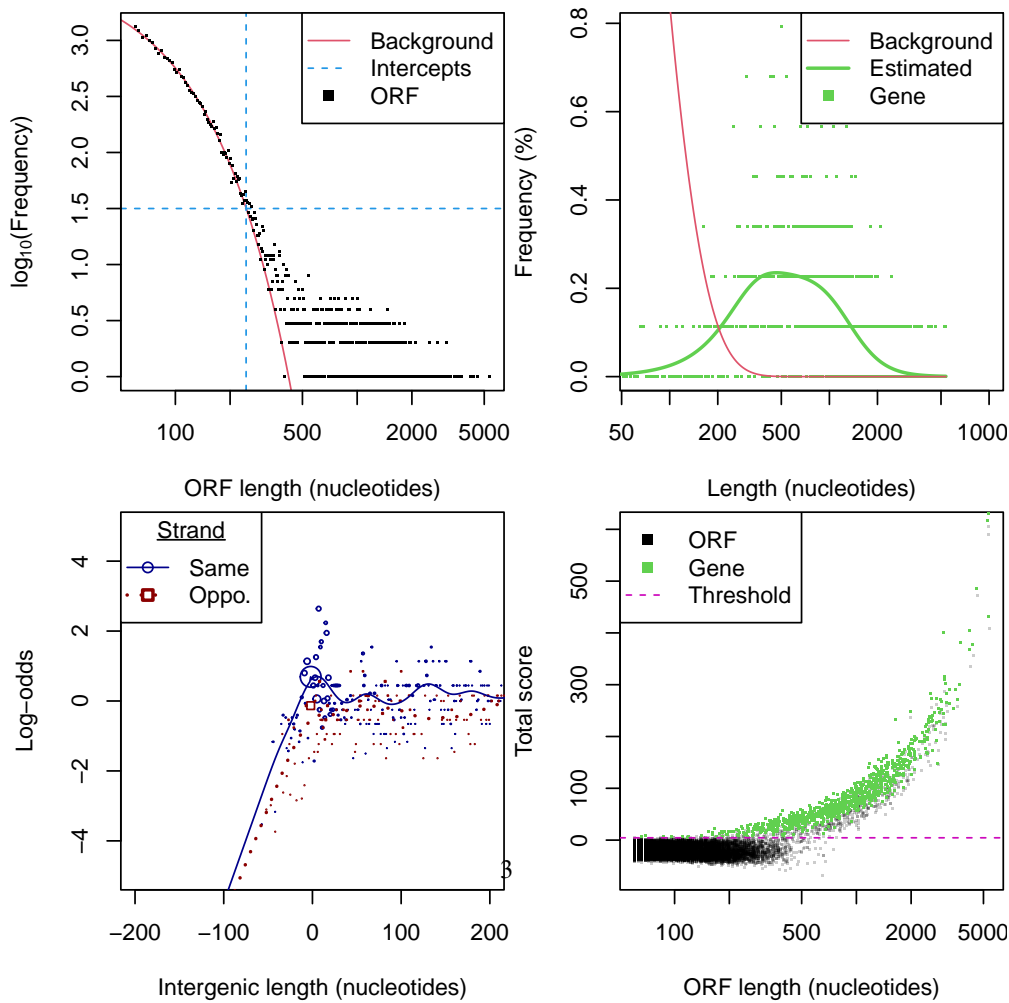 Background
Intercepts
ORF
log10(Frequency)
0.0 0.5 1.0 1.5 2.0 2.5 3.0
100 500 2000 5000
ORF length (nucleotides)
Background
Estimated
Gene
Frequency (%)
0.0 0.2 0.4 0.6 0.8
50 200 500 2000 1000
Length (nucleotides)
Strand
Same
Oppo.
Log−odds
−4 −2 0 2 4
−200 −100 0 100 200
Intergenic length (nucleotides)
3
ORF
Gene
Threshold
Total score
0 100 300 500
100 500 2000 5000
ORF length (nucleotides)